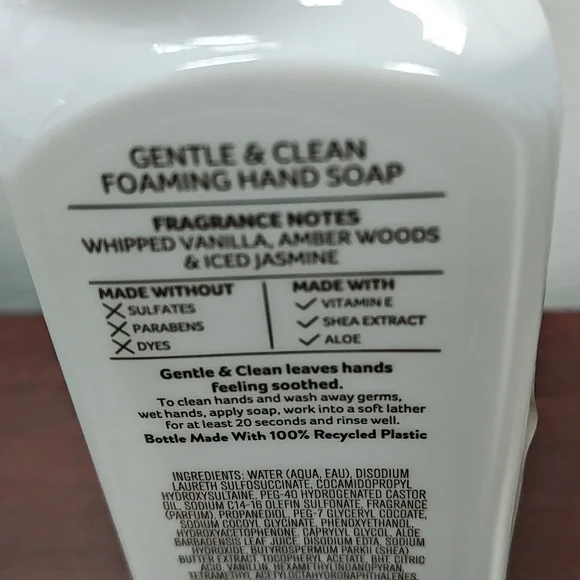 GENTLE & CLEAN
FOAMING HAND SOAP
FRAGRANCE NOTES
WHIPPED VANILLA, AMBER WOODS
& ICED JASMINE
MADE WITHOUT
SULFATES
PARABENS
DYES
MADE WITH
VITAMIN E
SHEA EXTRACT
ALOE
Gentle & Clean leaves hands
feeling soothed.
To clean hands and wash away germs,
wet hands, apply soap, work into a soft lather
for at least 20 seconds and rinse well.
Bottle Made With 100% Recycled Plastic
INGREDIENTS: WATER (AQUA, EAU), DISODIUM
LAURETH SULFOSUCCINATE, COCAMIDOPROPYL
HYDROXYSULTAINE, PEG-40 HYDROGENATED CASTOR
OIL, SODIUM C14-16 OLEFIN SULFONATE, FRAGRANCE
(PARFUM), PROPANEDIOL, PEG-7 GLYCERYL COCOATE,
SODIUM COCOYL GLYCINATE, PHENOXYETHANOL,
HYDROXYACETOPHENONE, CAPRYLYL GLYCOL, ALOE
BARBADENSIS LEAF JUICE, DISODIUM EDTA, SODIUM
HYDROXIDE, BUTYROSPERMUM PARKII (SHEA)
BUTTER EXTRACT, TOCOPHERYL ACETATE, BHT, CITRIC
ACID, VANILLIN, HEXAMETHYLINDANOPYRAN,
TETRAMETHYL ACETYLOCTAHYDRONAPHTHALENES,